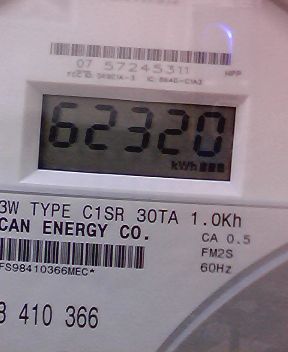 07 57245311
62320
kWh
3W TYPE C1SR 30TA 1.0Kh
CAN ENERGY CO.
CA 0.5
FM2S
60Hz
FS98410366MEC*
410 366